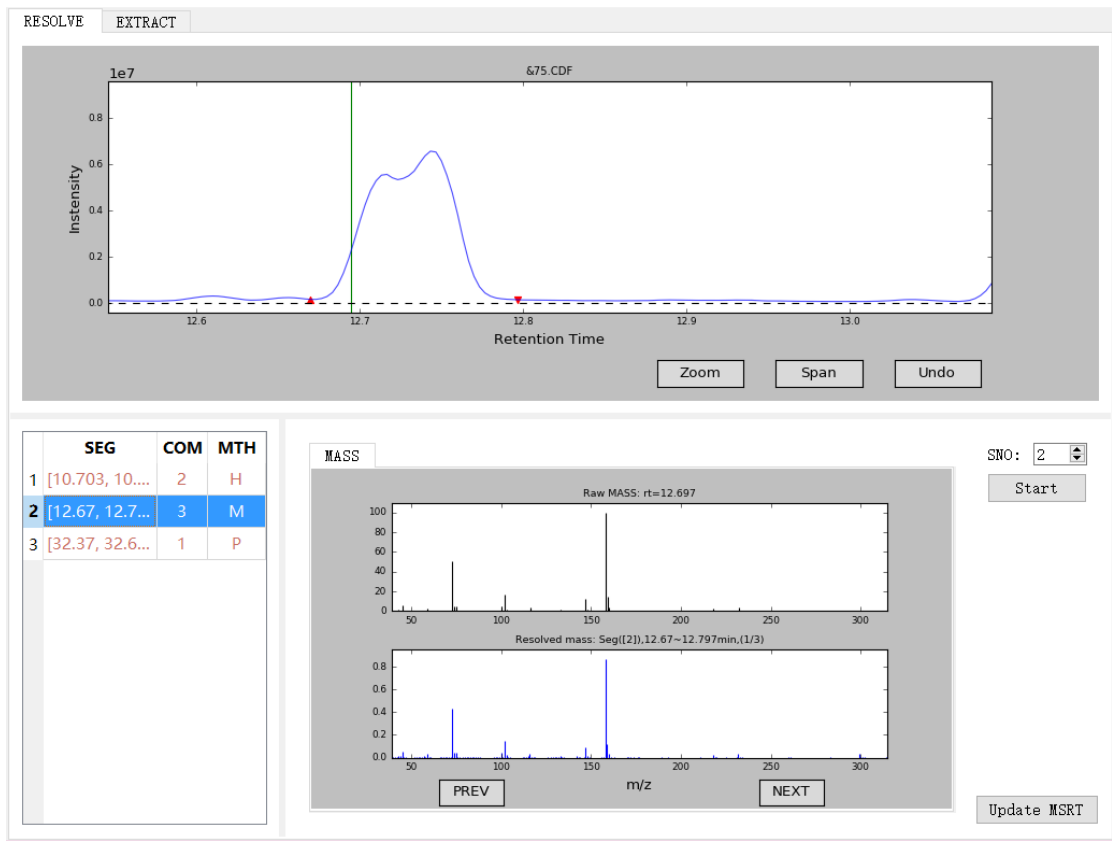 RESOLVE EXTRACT
&75.CDF
1e7
0.8
0.6
0.4
0.2
0.0
Instensity
12.6 12.7 12.8 12.9 13.0
Retention Time
Zoom Span Undo
SEG COM MTH
1 [10.703, 10.... 2 H
2 [12.67, 12.7... 3 M
3 [32.37, 32.6... 1 P
MASS
Raw MASS: rt=12.697
100
80
60
40
20
0
50 100 150 200 250 300
Resolved mass: Seg([2]),12.67~12.797min,(1/3)
0.8
0.6
0.4
0.2
0.0
50 100 150 200 250 300
m/z
PREV NEXT
SNO: 2
Start
Update MSRT